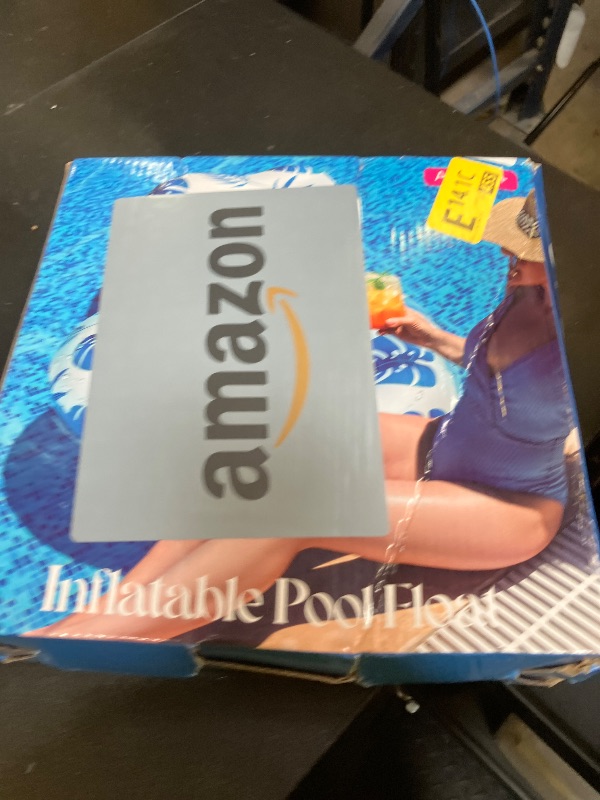 E141C
amazon
Inflatable Pool Float